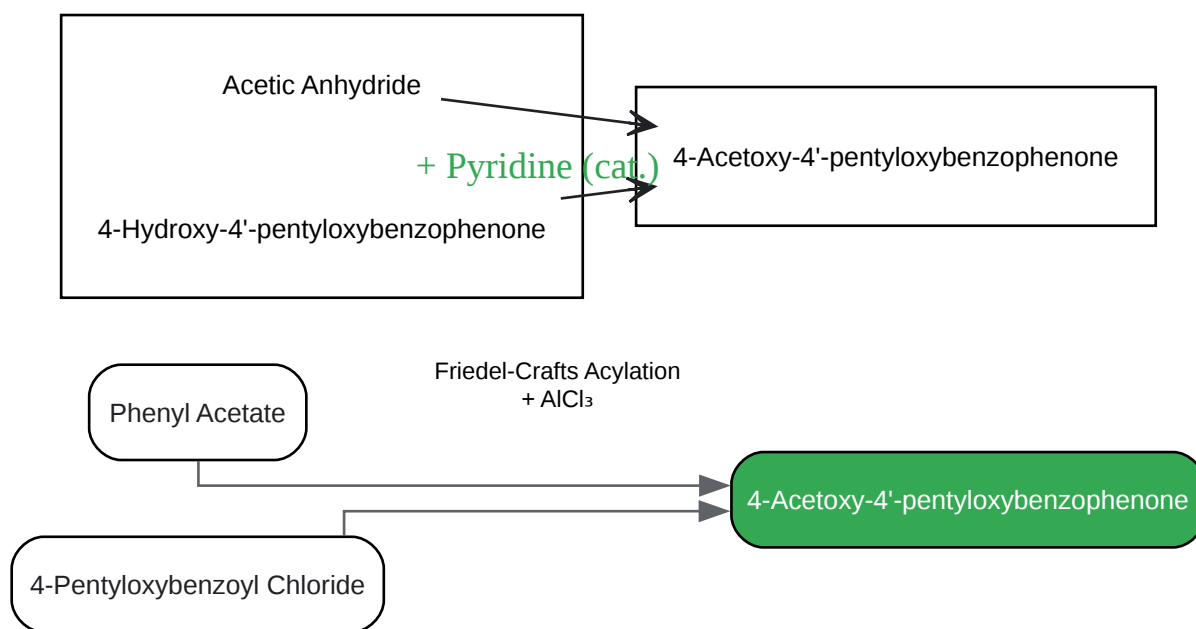 Acetic Anhydride
4-Acetoxy-4'-pentyloxybenzophenone
+ Pyridine (cat.)
4-Hydroxy-4'-pentyloxybenzophenone
Friedel-Crafts Acylation
+ AlCl₃
Phenyl Acetate
4-Acetoxy-4'-pentyloxybenzophenone
4-Pentyloxybenzoyl Chloride